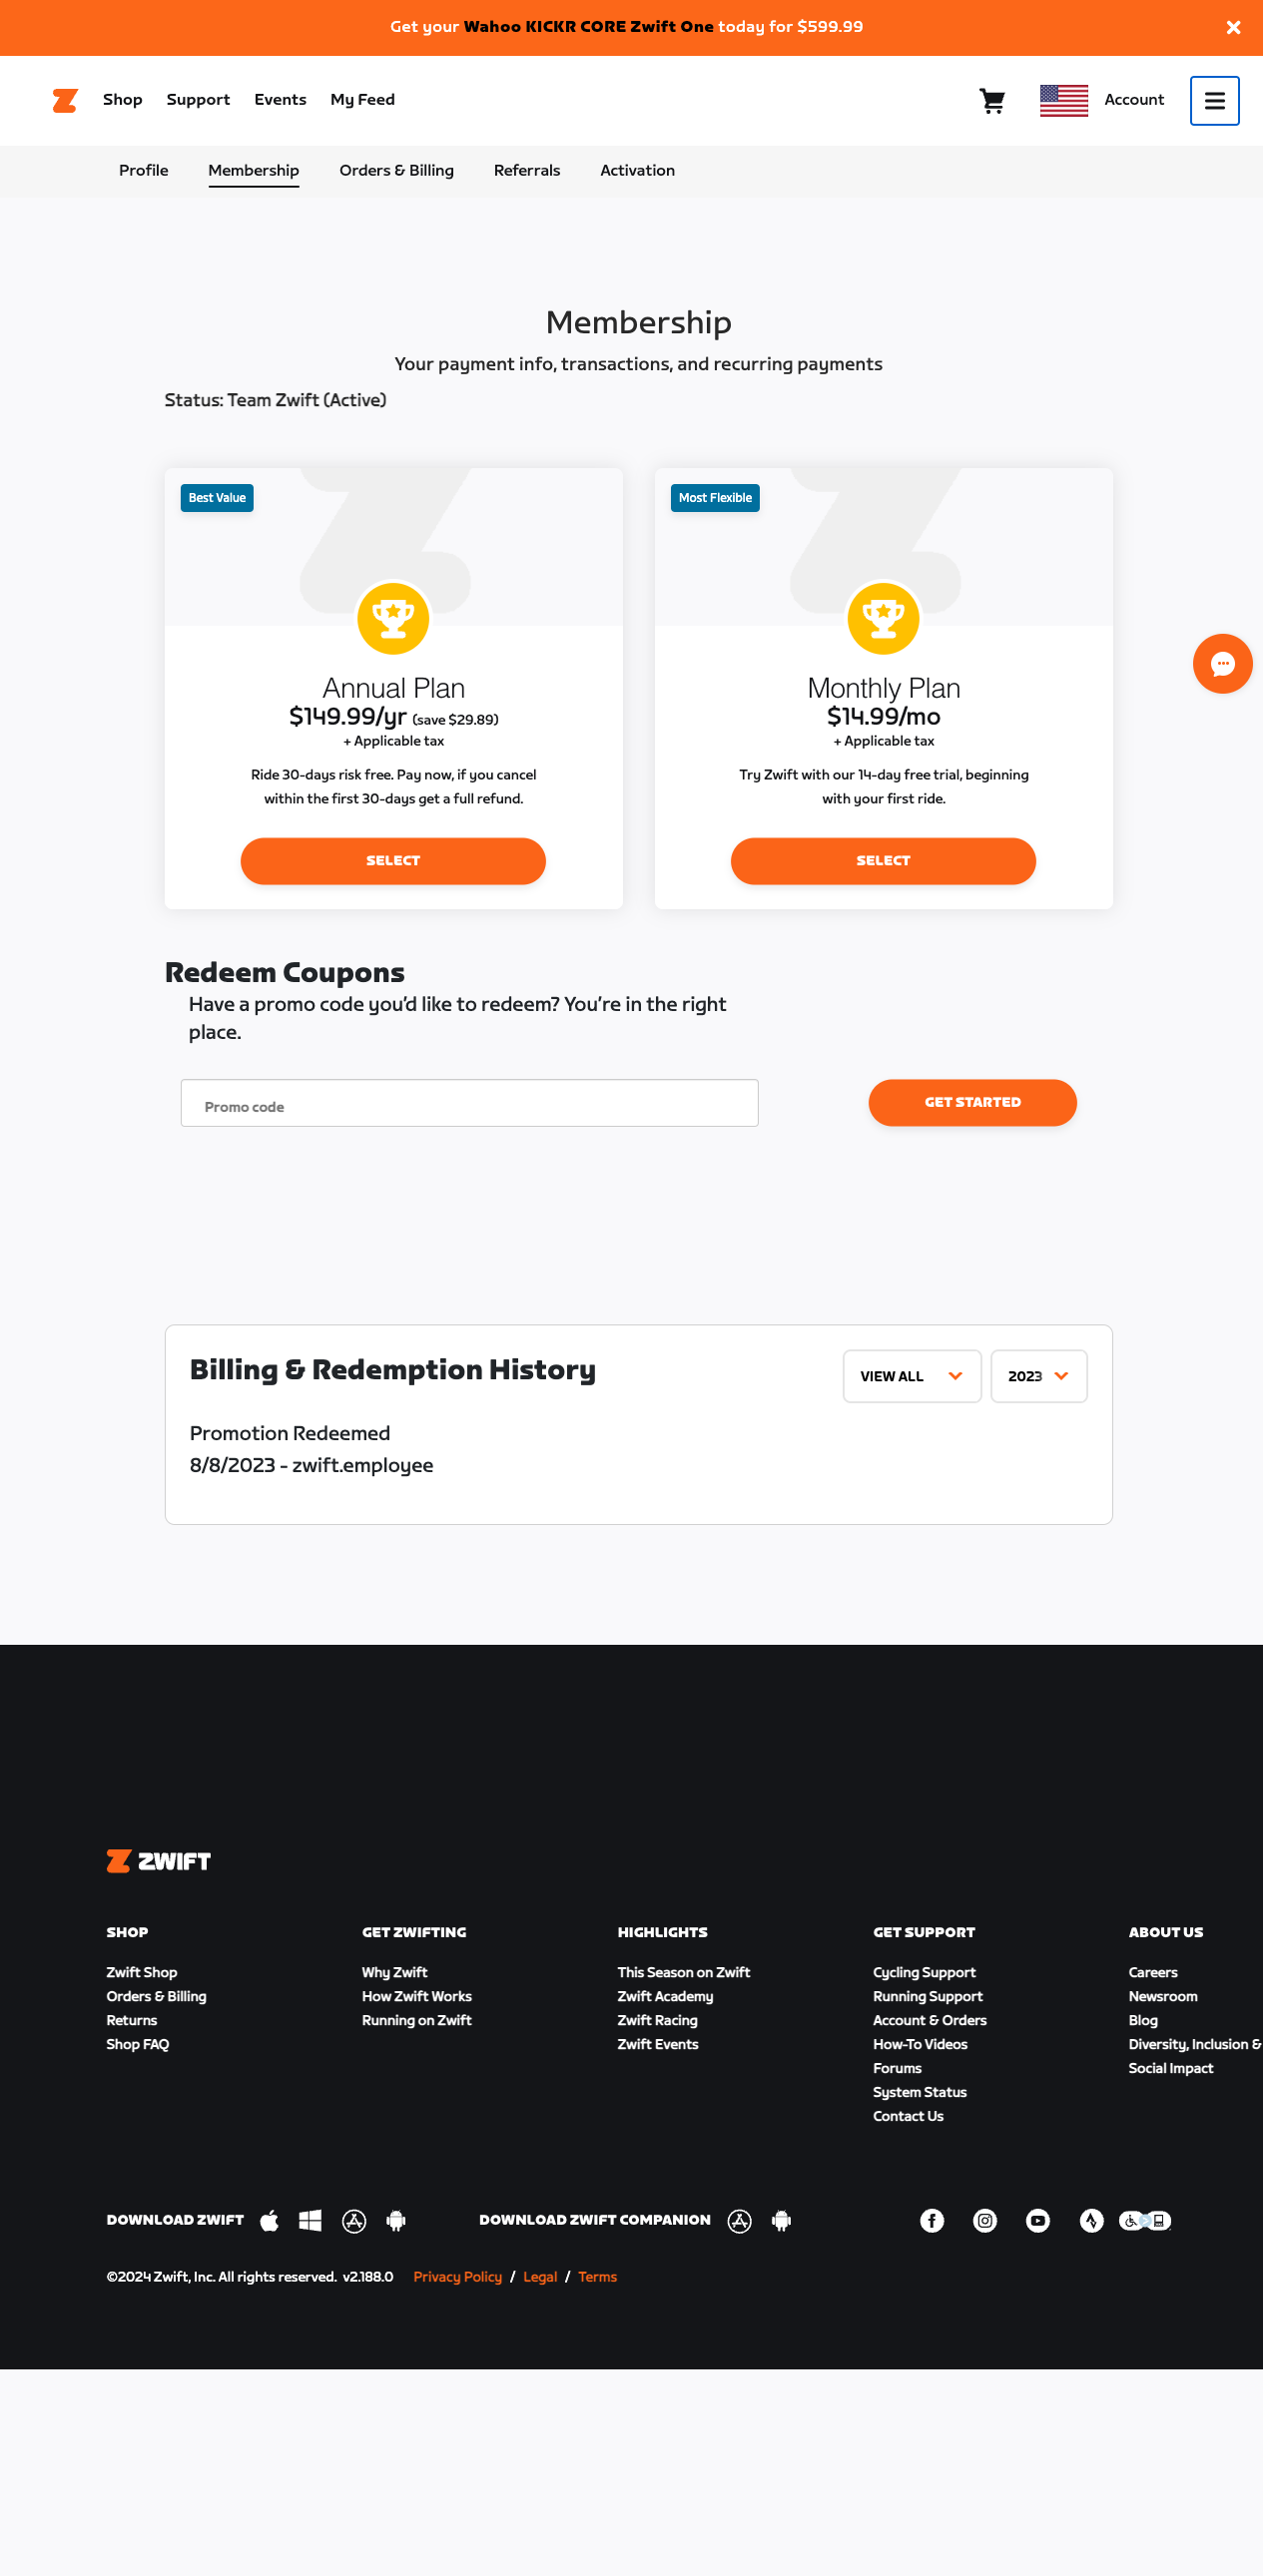 Get your Wahoo KICKR CORE Zwift One today for $599.99
Shop Support Events My Feed Account
Profile Membership Orders & Billing Referrals Activation
Membership
Your payment info, transactions, and recurring payments
Status: Team Zwift (Active)
Best Value
Annual Plan
$149.99/yr (save $29.89)
+ Applicable tax
Ride 30-days risk free. Pay now, if you cancel
within the first 30-days get a full refund.
SELECT
Most Flexible
Monthly Plan
$14.99/mo
+ Applicable tax
Try Zwift with our 14-day free trial, beginning
with your first ride.
SELECT
Redeem Coupons
Have a promo code you’d like to redeem? You’re in the right
place.
Promo code
GET STARTED
Billing & Redemption History
VIEW ALL
2023
Promotion Redeemed
8/8/2023 - zwift.employee
ZWIFT
SHOP
Zwift Shop
Orders & Billing
Returns
Shop FAQ
GET ZWIFTING
Why Zwift
How Zwift Works
Running on Zwift
HIGHLIGHTS
This Season on Zwift
Zwift Academy
Zwift Racing
Zwift Events
GET SUPPORT
Cycling Support
Running Support
Account & Orders
How-To Videos
Forums
System Status
Contact Us
ABOUT US
Careers
Newsroom
Blog
Diversity, Inclusion &
Social Impact
DOWNLOAD ZWIFT
DOWNLOAD ZWIFT COMPANION
©2024 Zwift, Inc. All rights reserved. v2.188.0 Privacy Policy / Legal / Terms